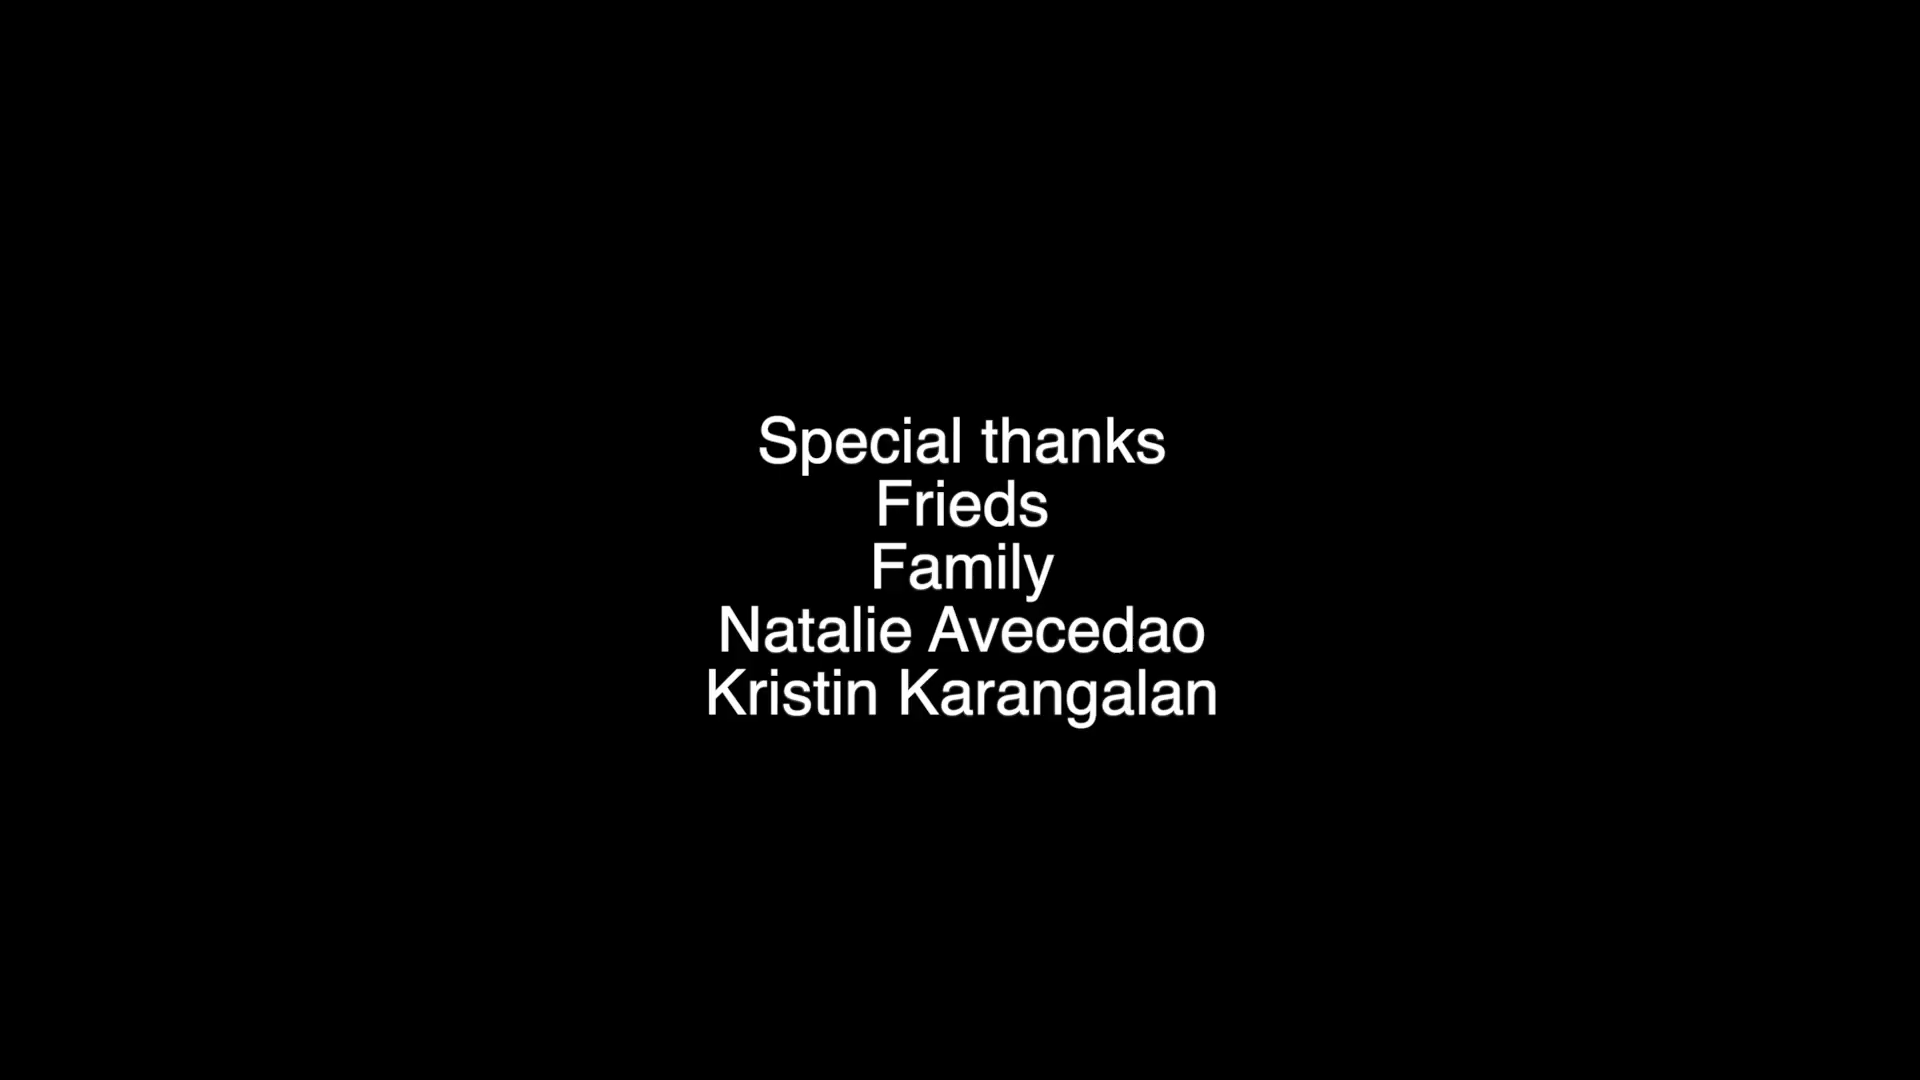 Special thanks
Frieds
Family
Natalie Avecedao
Kristin Karangalan